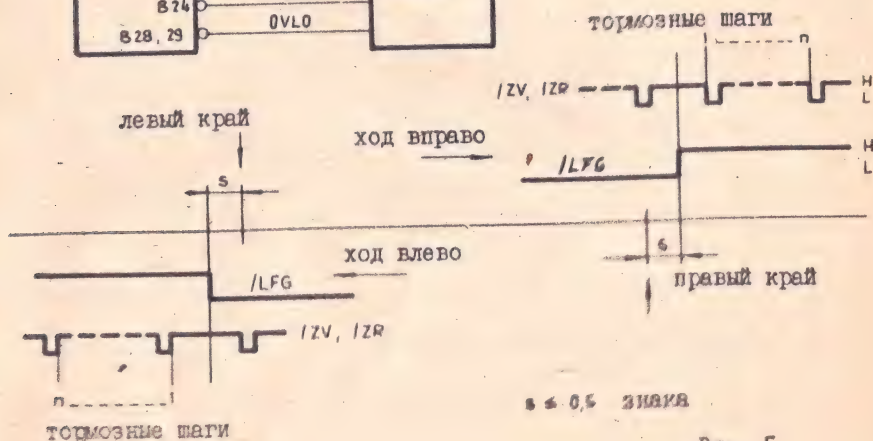 B24
B28, 29 OVLO
тормозные шаги
1 n
/ZV, /ZR H
L
левый край
ход вправо
/LFG H
L
s
ход влево
s
/LFG
правый край
/ZV, /ZR
n 1
s ≤ 0,5 знака
тормозные шаги